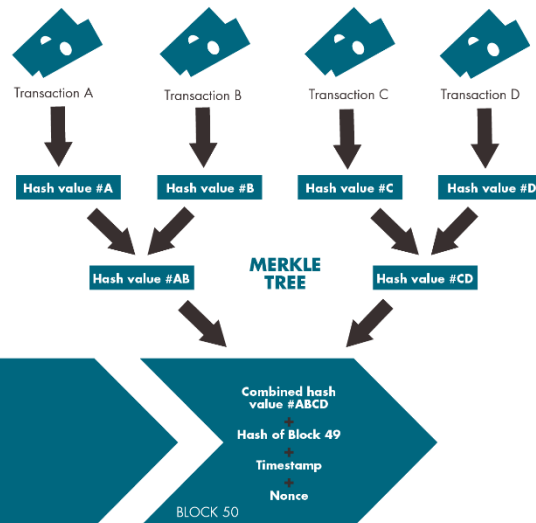 Transaction A
Transaction B
Transaction C
Transaction D
Hash value #A
Hash value #B
Hash value #C
Hash value #D
Hash value #AB
MERKLE
TREE
Hash value #CD
Combined hash
value #ABCD
+
Hash of Block 49
+
Timestamp
+
Nonce
BLOCK 50